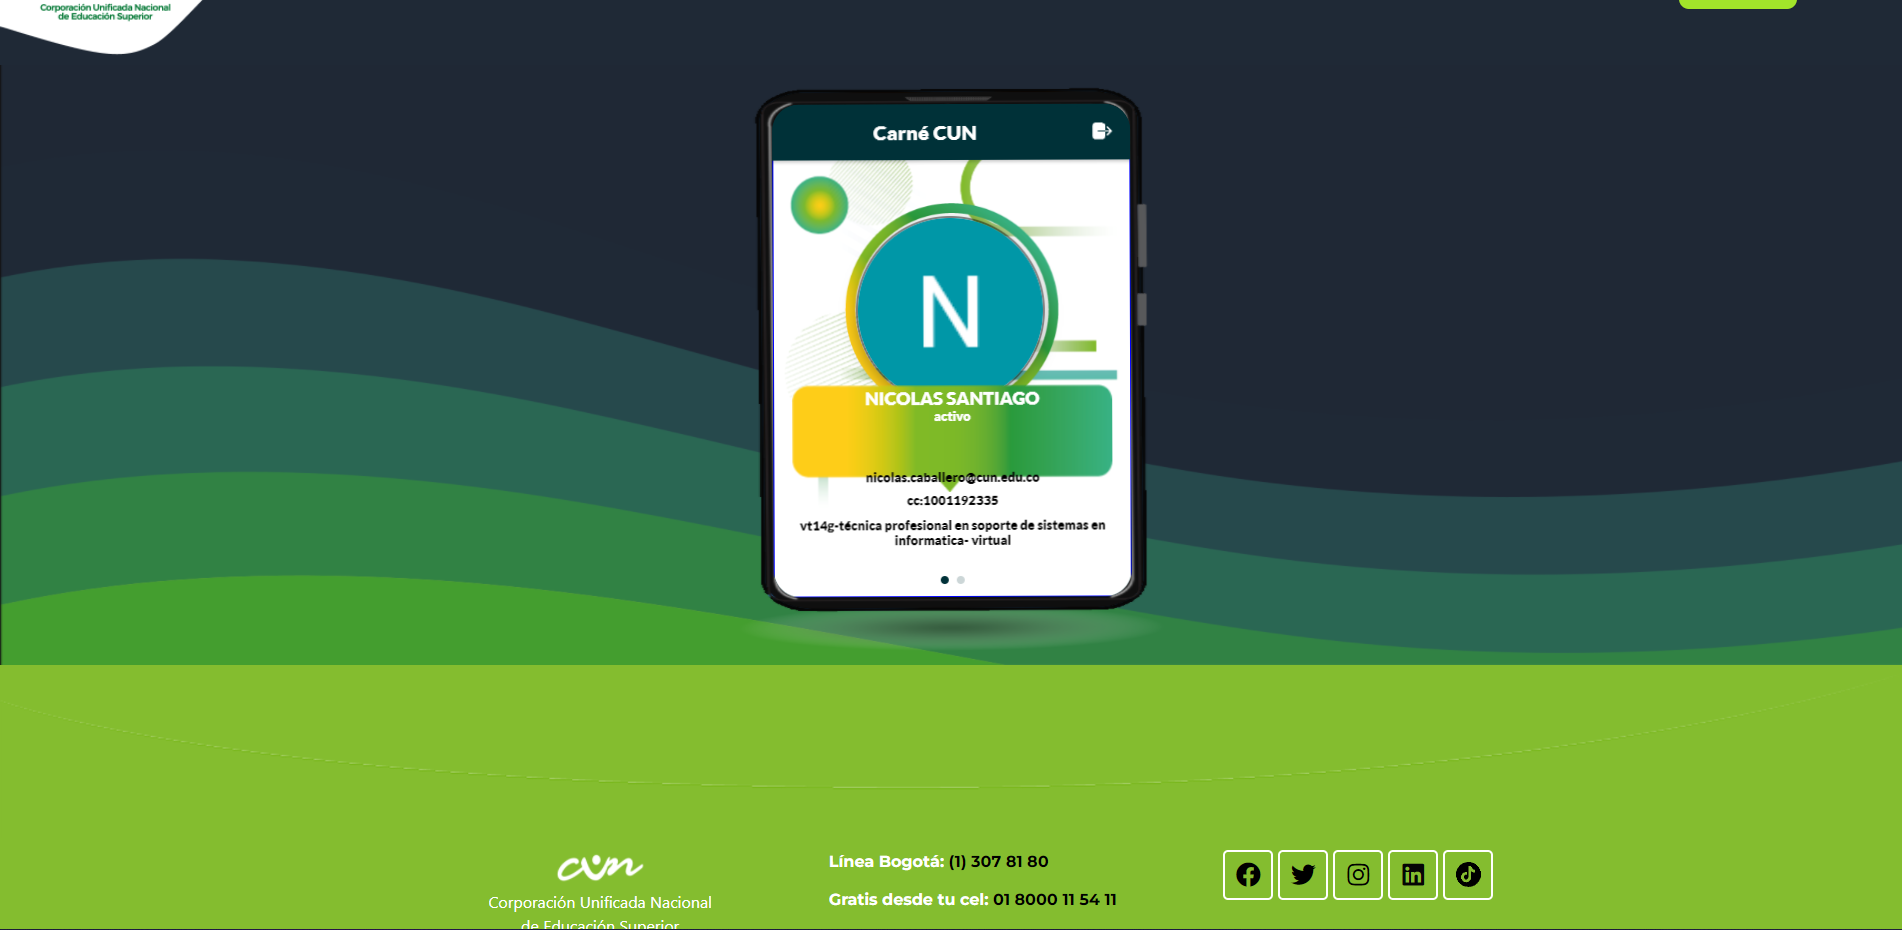 Corporación Unificada Nacional
de Educación Superior
Carné CUN
N
NICOLAS SANTIAGO
activo
nicolas.caballero@cun.edu.co
cc:1001192335
vt14g-técnica profesional en soporte de sistemas en
informatica- virtual
cun
Corporación Unificada Nacional
de Educación Superior
Línea Bogotá: (1) 307 81 80
Gratis desde tu cel: 01 8000 11 54 11